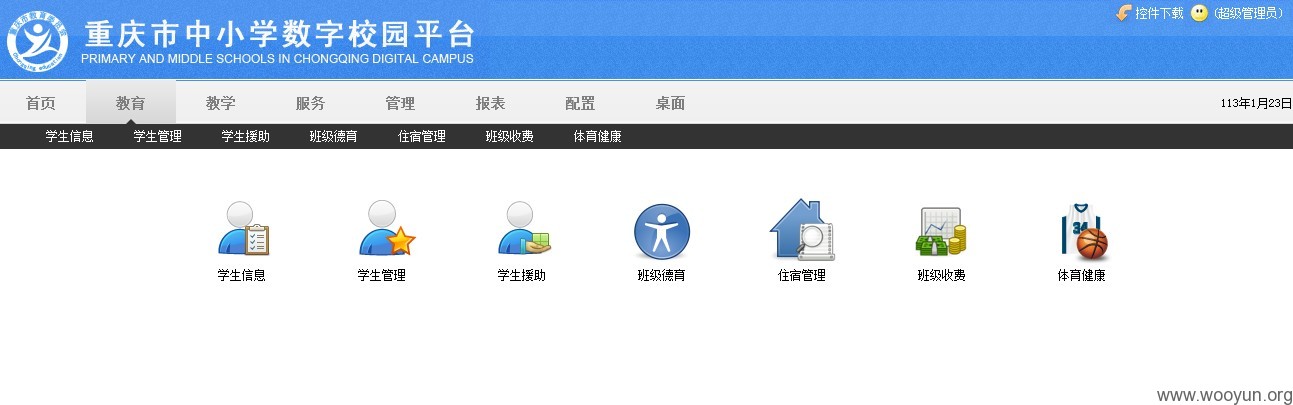 重庆市中小学数字校园平台
PRIMARY AND MIDDLE SCHOOLS IN CHONGQING DIGITAL CAMPUS
控件下载 (超级管理员)
首页 教育 教学 服务 管理 报表 配置 桌面
113年1月23日
学生信息 学生管理 学生援助 班级德育 住宿管理 班级收费 体育健康
34
学生信息 学生管理 学生援助 班级德育 住宿管理 班级收费 体育健康
www.wooyun.org